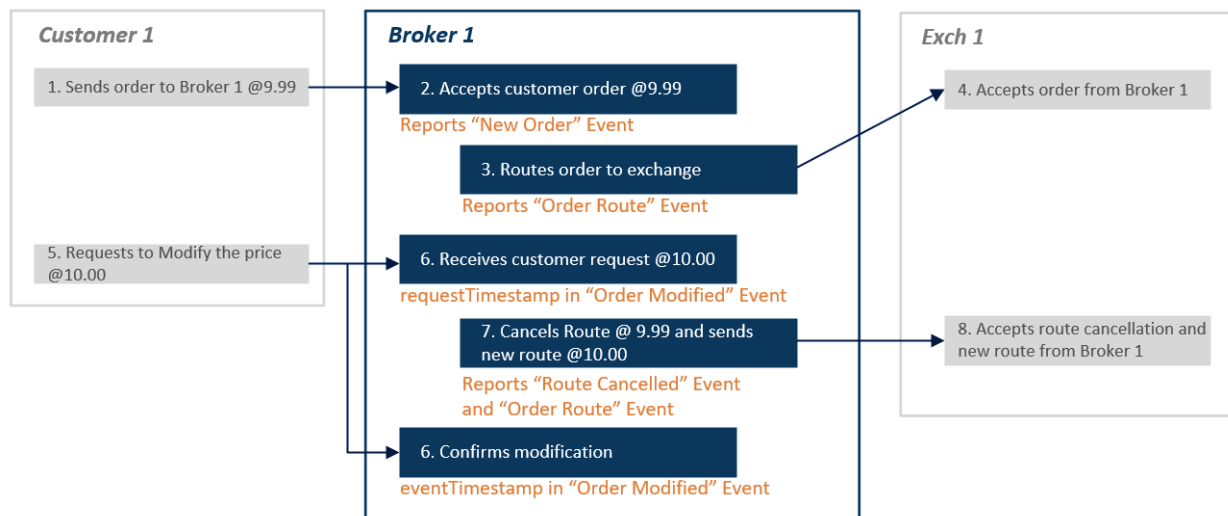 Customer 1
Broker 1
Exch 1
1. Sends order to Broker 1 @9.99
2. Accepts customer order @9.99
Reports “New Order” Event
4. Accepts order from Broker 1
3. Routes order to exchange
Reports “Order Route” Event
5. Requests to Modify the price
@10.00
6. Receives customer request @10.00
requestTimestamp in “Order Modified” Event
7. Cancels Route @ 9.99 and sends
new route @10.00
Reports “Route Cancelled” Event
and “Order Route” Event
8. Accepts route cancellation and
new route from Broker 1
6. Confirms modification
eventTimestamp in “Order Modified” Event